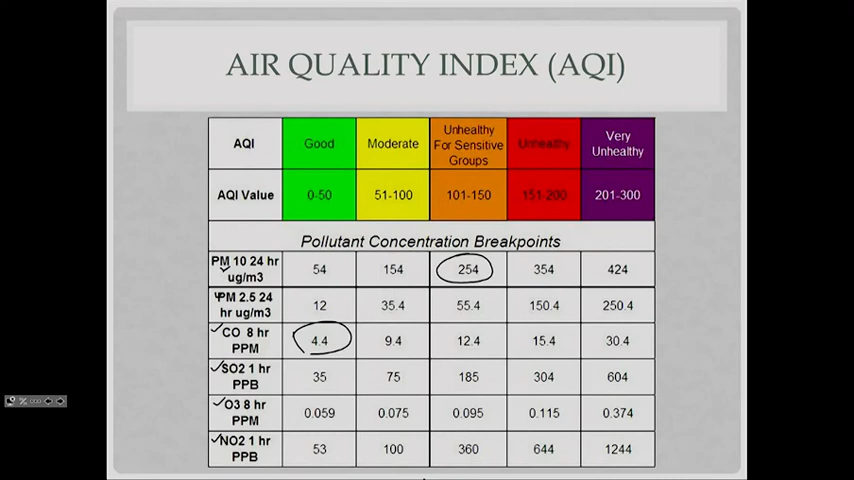 AIR QUALITY INDEX (AQI)
AQI Good Moderate Unhealthy For Sensitive Groups Unhealthy Very Unhealthy
AQI Value 0-50 51-100 101-150 151-200 201-300
Pollutant Concentration Breakpoints
PM 10 24 hr ug/m3 54 154 254 354 424
PM 2.5 24 hr ug/m3 12 35.4 55.4 150.4 250.4
CO 8 hr PPM 4.4 9.4 12.4 15.4 30.4
SO2 1 hr PPB 35 75 185 304 604
O3 8 hr PPM 0.059 0.075 0.095 0.115 0.374
NO2 1 hr PPB 53 100 360 644 1244